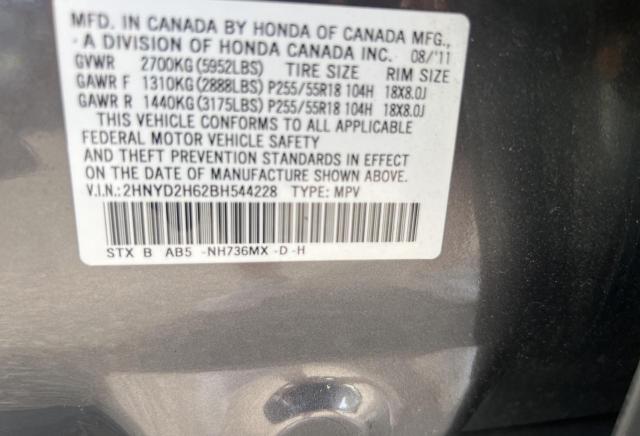 MFD. IN CANADA BY HONDA OF CANADA MFG.,
A DIVISION OF HONDA CANADA INC. 08/'11
GVWR 2700KG(5952LBS) TIRE SIZE RIM SIZE
GAWR F 1310KG(2888LBS) P255/55R18 104H 18X8.0J
GAWR R 1440KG(3175LBS) P255/55R18 104H 18X8.0J
THIS VEHICLE CONFORMS TO ALL APPLICABLE
FEDERAL MOTOR VEHICLE SAFETY
AND THEFT PREVENTION STANDARDS IN EFFECT
ON THE DATE OF MANUFACTURE SHOWN ABOVE.
V.I.N.:2HNYD2H62BH544228 TYPE: MPV
STX B AB5 -NH736MX -D -H